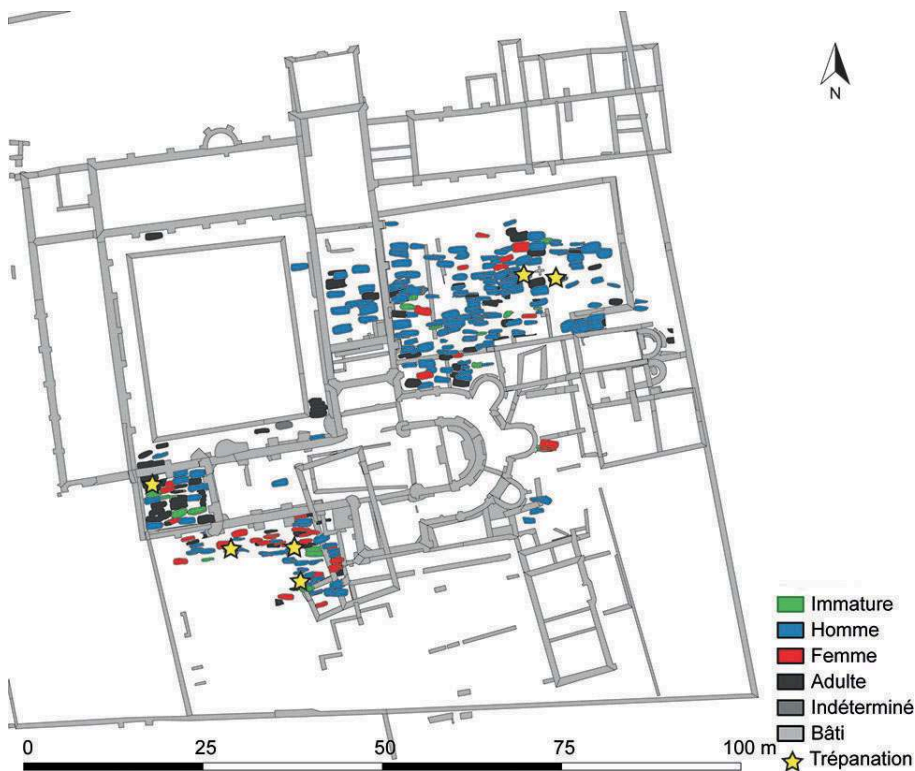 N
Immature
Homme
Femme
Adulte
Indéterminé
Bâti
Trépanation
0 25 50 75 100 m